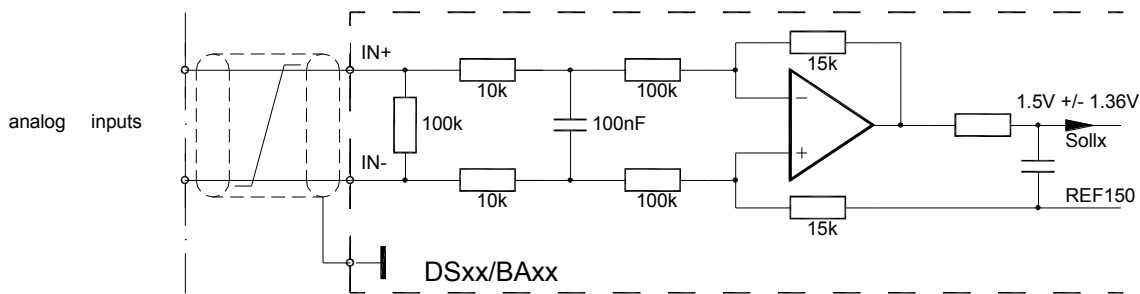 IN+
15k
10k
100k
1.5V +/- 1.36V
analog inputs
100k
100nF
−
+
Sollx
IN-
10k
100k
REF150
15k
DSxx/BAxx